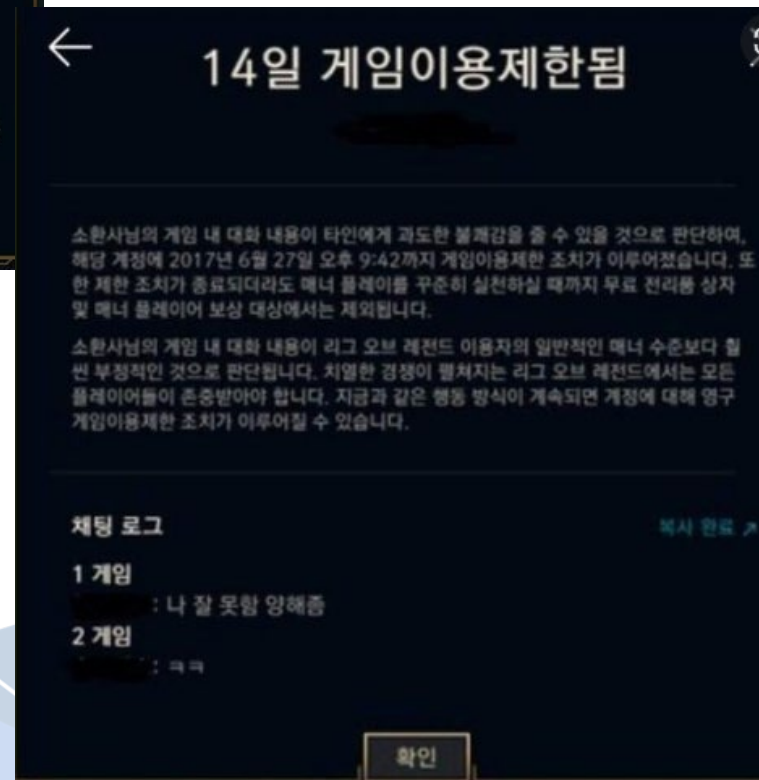 14일 게임이용제한됨
소환사님의 게임 내 대화 내용이 타인에게 과도한 불쾌감을 줄 수 있을 것으로 판단하여,
해당 계정에 2017년 6월 27일 오후 9:42까지 게임이용제한 조치가 이루어졌습니다. 또
한 제한 조치가 종료되더라도 매너 플레이를 꾸준히 실천하실 때까지 무료 전리품 상자
및 매너 플레이어 보상 대상에서는 제외됩니다.
소환사님의 게임 내 대화 내용이 리그 오브 레전드 이용자의 일반적인 매너 수준보다 훨
씬 부정적인 것으로 판단됩니다. 치열한 경쟁이 펼쳐지는 리그 오브 레전드에서는 모든
플레이어들이 존중받아야 합니다. 지금과 같은 행동 방식이 계속되면 계정에 대해 영구
게임이용제한 조치가 이루어질 수 있습니다.
채팅 로그
복사 완료
1 게임
: 나 잘 못함 양해좀
2 게임
: ㅋㅋ
확인